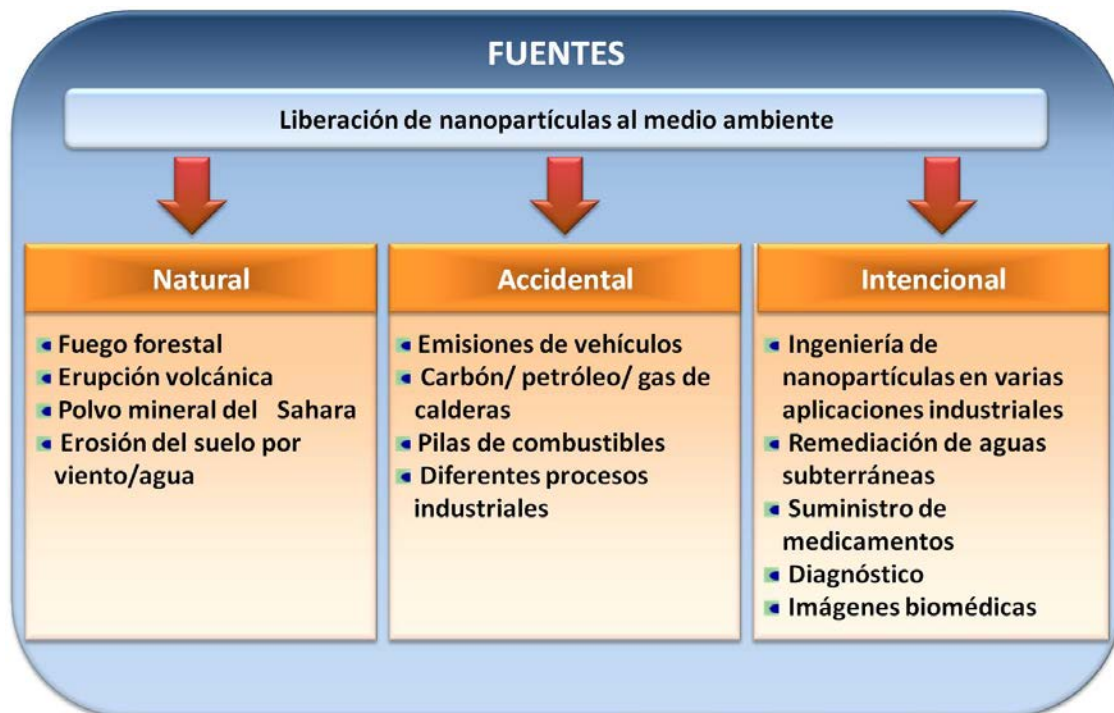 FUENTES
Liberación de nanopartículas al medio ambiente
Natural
Fuego forestal
Erupción volcánica
Polvo mineral del Sahara
Erosión del suelo por
viento/agua
Accidental
Emisiones de vehículos
Carbón/ petróleo/ gas de
calderas
Pilas de combustibles
Diferentes procesos
industriales
Intencional
Ingeniería de
nanopartículas en varias
aplicaciones industriales
Remediación de aguas
subterráneas
Suministro de
medicamentos
Diagnóstico
Imágenes biomédicas